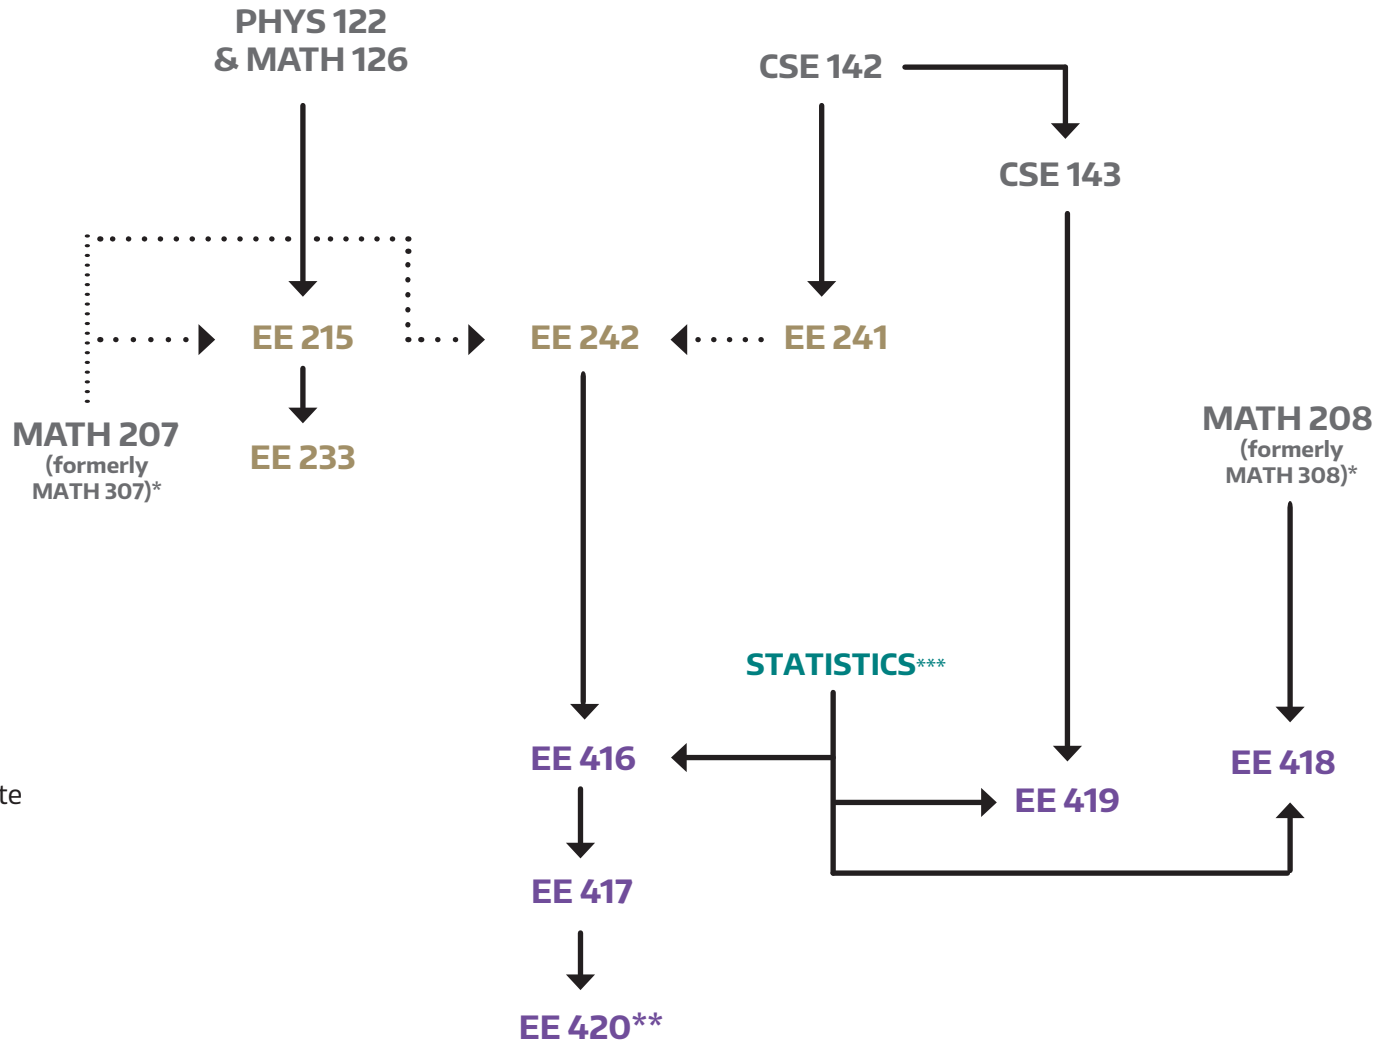 PHYS 122
& MATH 126
CSE 142
CSE 143
EE 215
EE 242
EE 241
MATH 207
(formerly
MATH 307)*
EE 233
MATH 208
(formerly
MATH 308)*
STATISTICS***
EE 416
EE 418
te
EE 419
EE 417
EE 420**